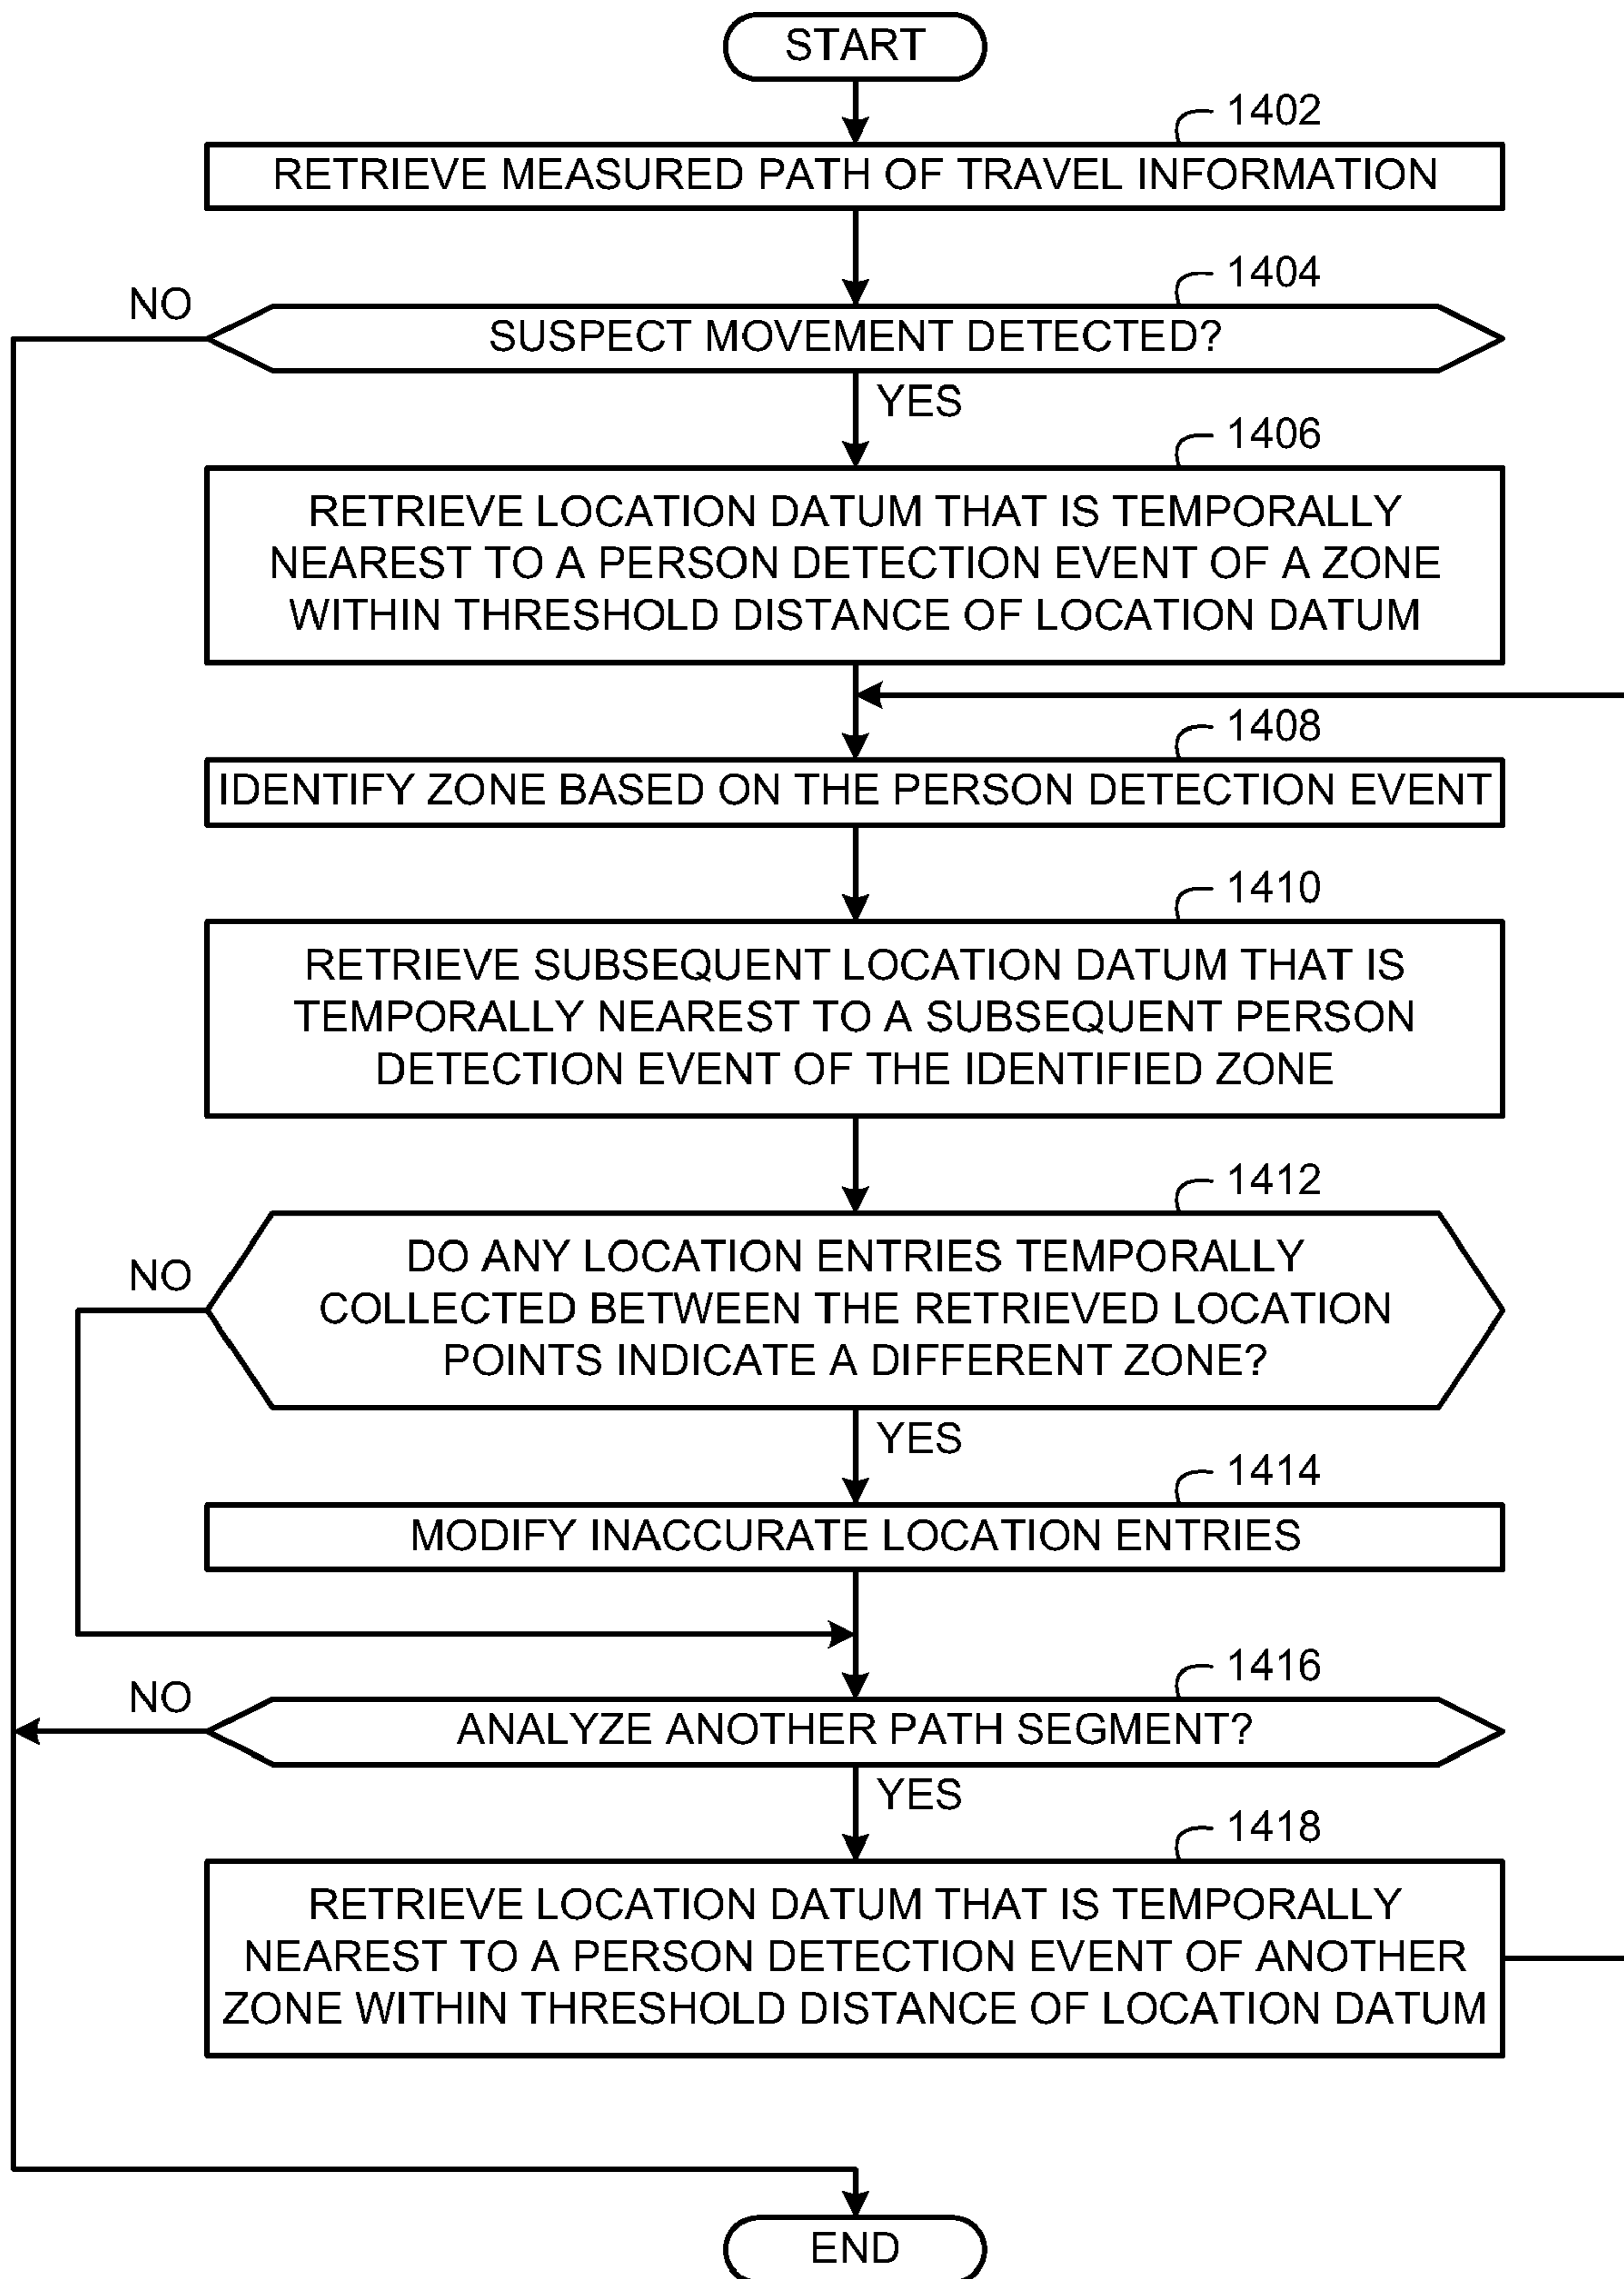 START
1402
RETRIEVE MEASURED PATH OF TRAVEL INFORMATION
1404
NO
SUSPECT MOVEMENT DETECTED?
YES
1406
RETRIEVE LOCATION DATUM THAT IS TEMPORALLY
NEAREST TO A PERSON DETECTION EVENT OF A ZONE
WITHIN THRESHOLD DISTANCE OF LOCATION DATUM
1408
IDENTIFY ZONE BASED ON THE PERSON DETECTION EVENT
1410
RETRIEVE SUBSEQUENT LOCATION DATUM THAT IS
TEMPORALLY NEAREST TO A SUBSEQUENT PERSON
DETECTION EVENT OF THE IDENTIFIED ZONE
1412
NO
DO ANY LOCATION ENTRIES TEMPORALLY
COLLECTED BETWEEN THE RETRIEVED LOCATION
POINTS INDICATE A DIFFERENT ZONE?
YES
1414
MODIFY INACCURATE LOCATION ENTRIES
1416
NO
ANALYZE ANOTHER PATH SEGMENT?
YES
1418
RETRIEVE LOCATION DATUM THAT IS TEMPORALLY
NEAREST TO A PERSON DETECTION EVENT OF ANOTHER
ZONE WITHIN THRESHOLD DISTANCE OF LOCATION DATUM
END